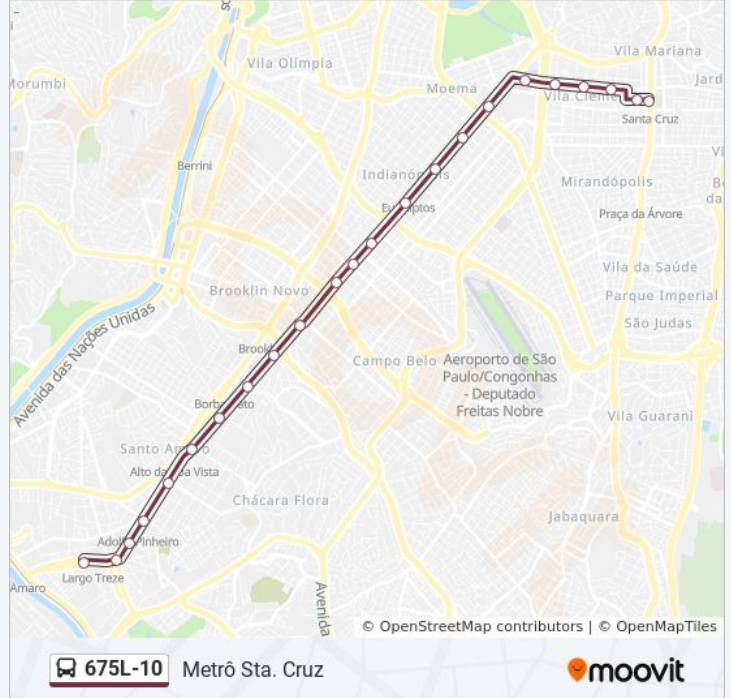 Vila Mariana
Vila Olímpia
Morumbi
Moema
Jard
Vila Cleme
Santa Cruz
Berrini
Indianópolis
Mirandópolis
Praça da Árvore
Vila da Saúde
Brooklin Novo
Parque Imperial
São Judas
Avenida das Nações Unidas
Campo Belo
Aeroporto de São
Paulo/Congonhas
- Deputado
Freitas Nobre
Vila Guarani
Santo Amaro
Alto da Boa Vista
Chácara Flora
Jabaquara
Adolfo Pinheiro
Largo Treze
Amaro
Avenida
© OpenStreetMap contributors | © OpenMapTiles
675L-10 Metrô Sta. Cruz
moovit